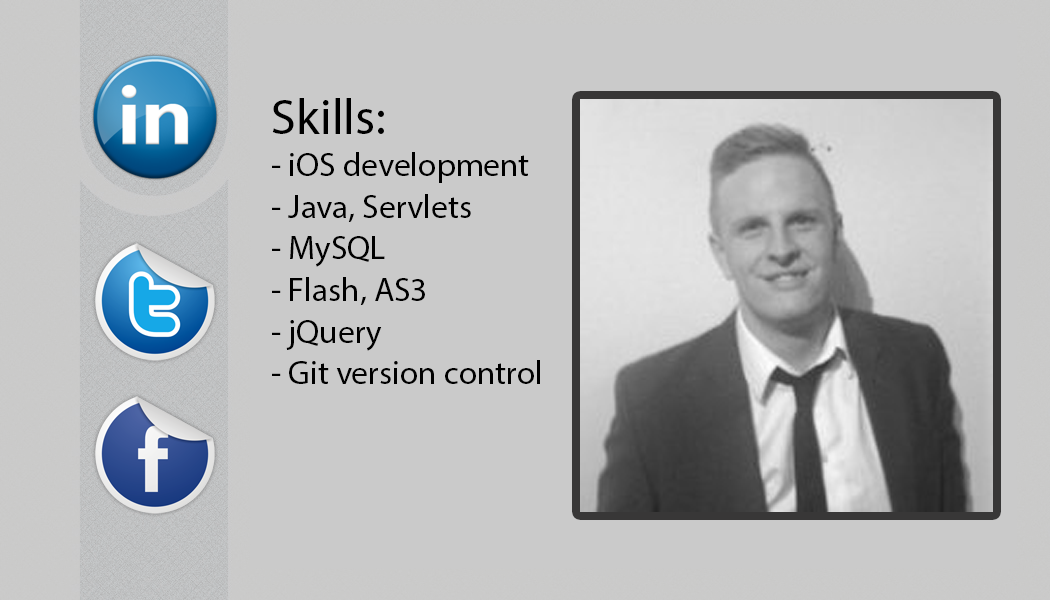 in
Skills:
- iOS development
- Java, Servlets
- MySQL
- Flash, AS3
- jQuery
- Git version control
t
f